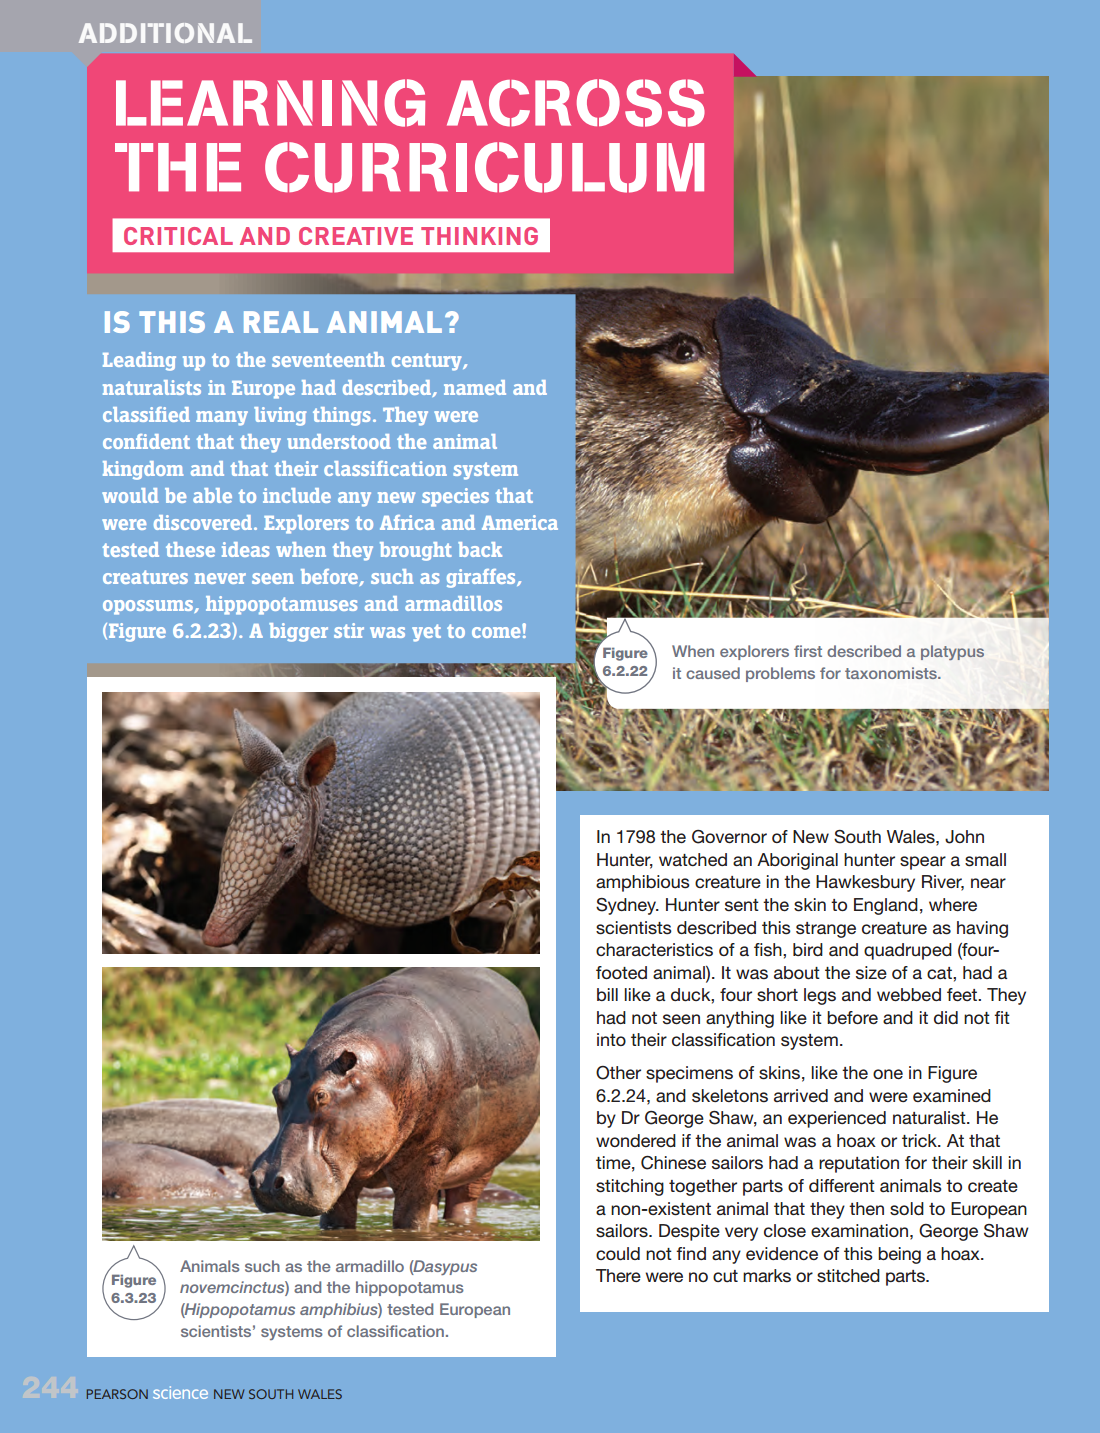 ADDITIONAL
LEARNING ACROSS
THE CURRICULUM
CRITICAL AND CREATIVE THINKING
IS THIS A REAL ANIMAL?
Leading up to the seventeenth century,
naturalists in Europe had described, named and
classified many living things. They were
confident that they understood the animal
kingdom and that their classification system
would be able to include any new species that
were discovered. Explorers to Africa and America
tested these ideas when they brought back
creatures never seen before, such as giraffes,
opossums, hippopotamuses and armadillos
(Figure 6.2.23). A bigger stir was yet to come!
Figure
6.2.22
When explorers first described a platypus
it caused problems for taxonomists.
Figure
6.3.23
Animals such as the armadillo (Dasypus
novemcinctus) and the hippopotamus
(Hippopotamus amphibius) tested European
scientists' systems of classification.
In 1798 the Governor of New South Wales, John
Hunter, watched an Aboriginal hunter spear a small
amphibious creature in the Hawkesbury River, near
Sydney. Hunter sent the skin to England, where
scientists described this strange creature as having
characteristics of a fish, bird and quadruped (four-
footed animal). It was about the size of a cat, had a
bill like a duck, four short legs and webbed feet. They
had not seen anything like it before and it did not fit
into their classification system.
Other specimens of skins, like the one in Figure
6.2.24, and skeletons arrived and were examined
by Dr George Shaw, an experienced naturalist. He
wondered if the animal was a hoax or trick. At that
time, Chinese sailors had a reputation for their skill in
stitching together parts of different animals to create
a non-existent animal that they then sold to European
sailors. Despite very close examination, George Shaw
could not find any evidence of this being a hoax.
There were no cut marks or stitched parts.
244 PEARSON science NEW SOUTH WALES